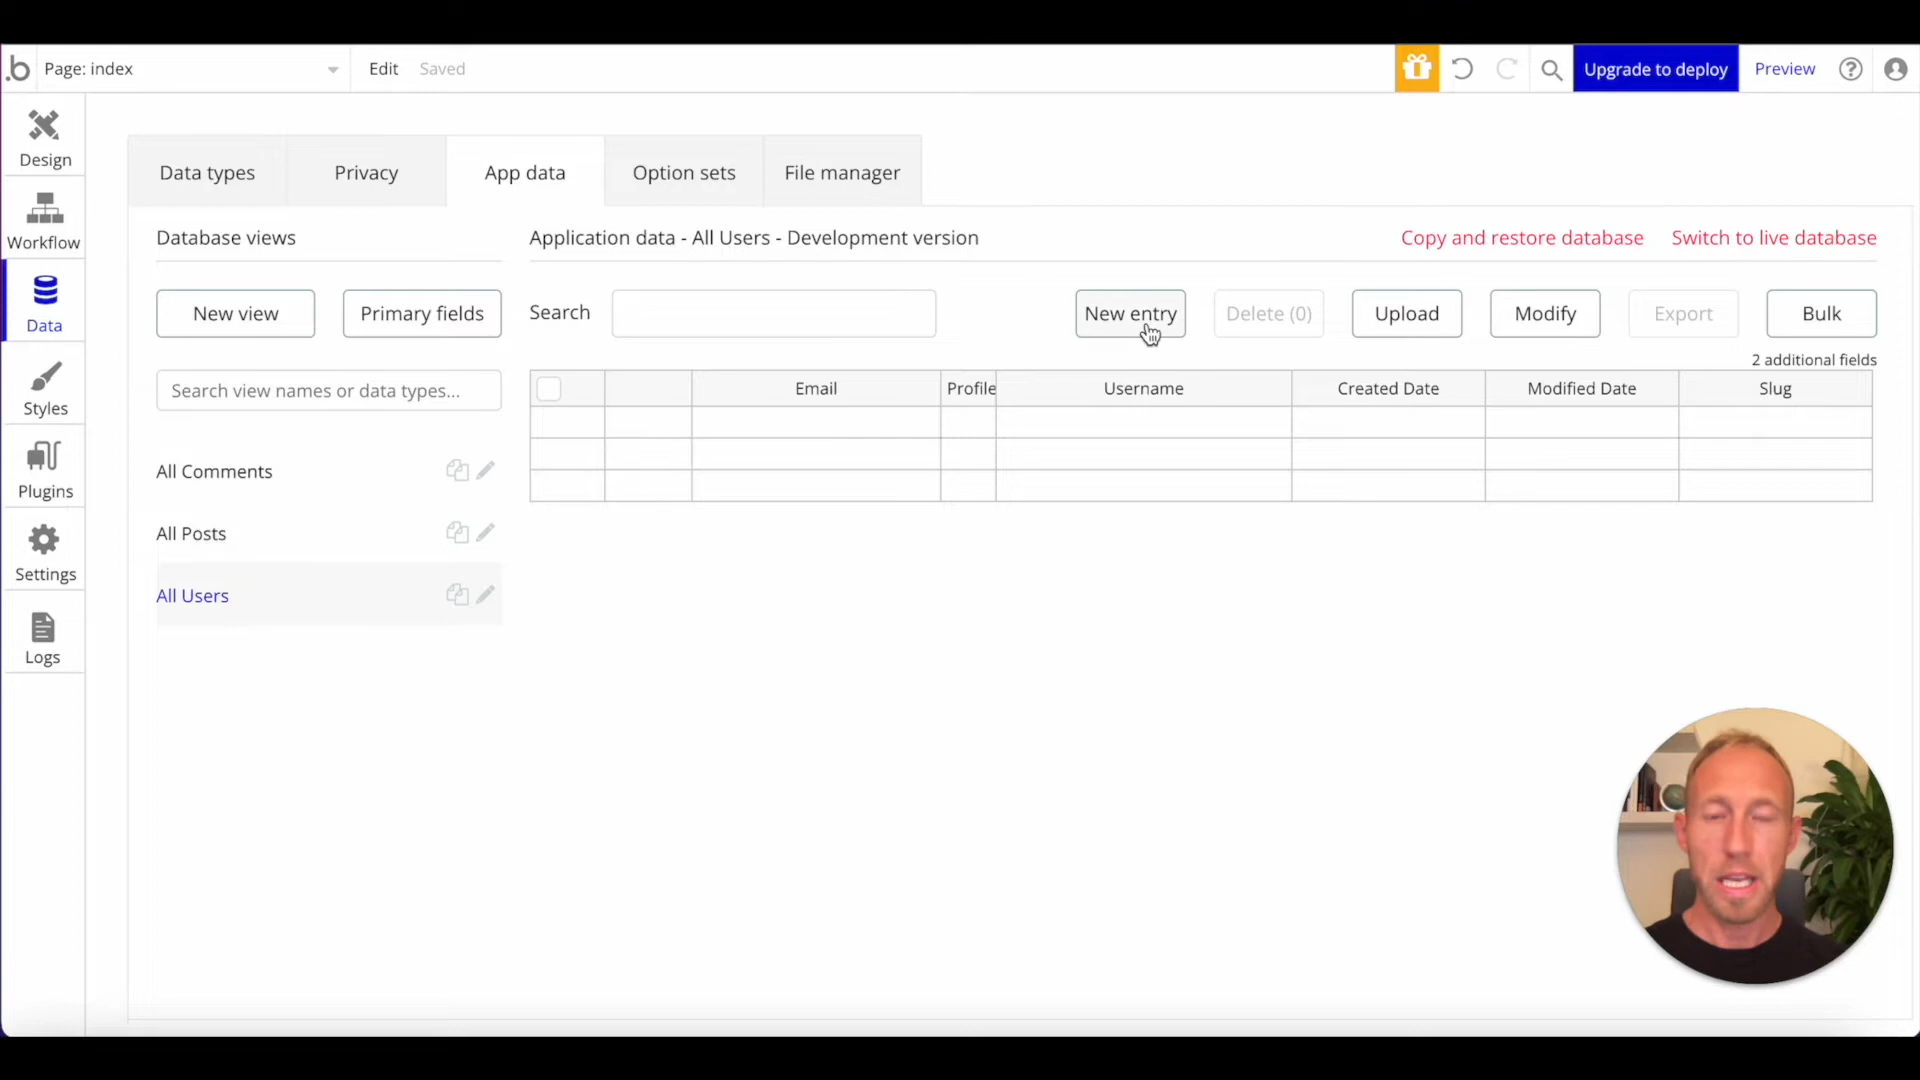 .b Page: index Edit Saved Upgrade to deploy Preview ?
Design
Workflow
Data
Styles
Plugins
Settings
Logs
Data types Privacy App data Option sets File manager
Database views
New view Primary fields
Search view names or data types...
All Comments
All Posts
All Users
Application data - All Users - Development version Copy and restore database Switch to live database
Search New entry Delete (0) Upload Modify Export Bulk
2 additional fields
Email Profile Username Created Date Modified Date Slug